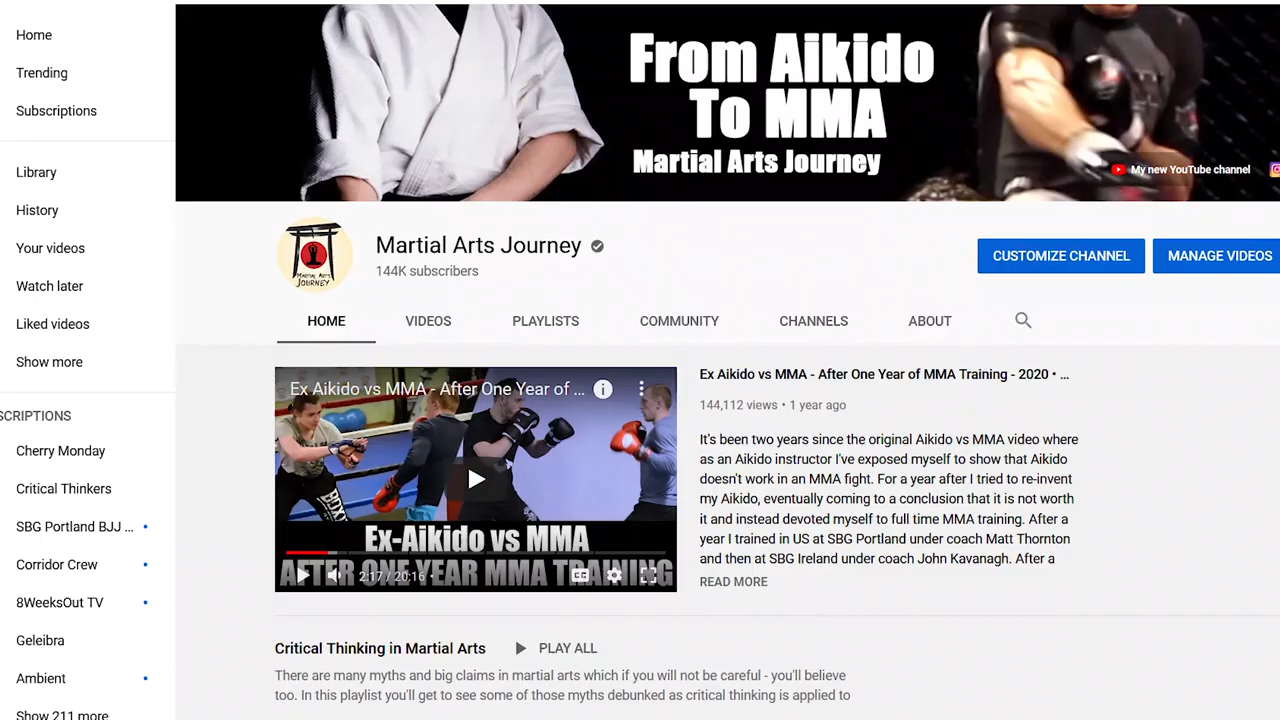 Home
Trending
Subscriptions
Library
History
Your videos
Watch later
Liked videos
Show more
SCRIPTIONS
Cherry Monday
Critical Thinkers
SBG Portland BJJ ...
Corridor Crew
8WeeksOut TV
Geleibra
Ambient
Show 211 more
From Aikido
To MMA
Martial Arts Journey
My new YouTube channel
MARTIAL ARTS
JOURNEY
Martial Arts Journey
144K subscribers
CUSTOMIZE CHANNEL
MANAGE VIDEOS
HOME
VIDEOS
PLAYLISTS
COMMUNITY
CHANNELS
ABOUT
Ex Aikido vs MMA - After One Year of ...
Ex-Aikido vs MMA
AFTER ONE YEAR MMA TRAINING
2:17 / 20:16
CC
Ex Aikido vs MMA - After One Year of MMA Training - 2020 • ...
144,112 views • 1 year ago
It's been two years since the original Aikido vs MMA video where
as an Aikido instructor I've exposed myself to show that Aikido
doesn't work in an MMA fight. For a year after I tried to re-invent
my Aikido, eventually coming to a conclusion that it is not worth
it and instead devoted myself to full time MMA training. After a
year I trained in US at SBG Portland under coach Matt Thornton
and then at SBG Ireland under coach John Kavanagh. After a
READ MORE
Critical Thinking in Martial Arts
PLAY ALL
There are many myths and big claims in martial arts which if you will not be careful - you'll believe
too. In this playlist you'll get to see some of those myths debunked as critical thinking is applied to